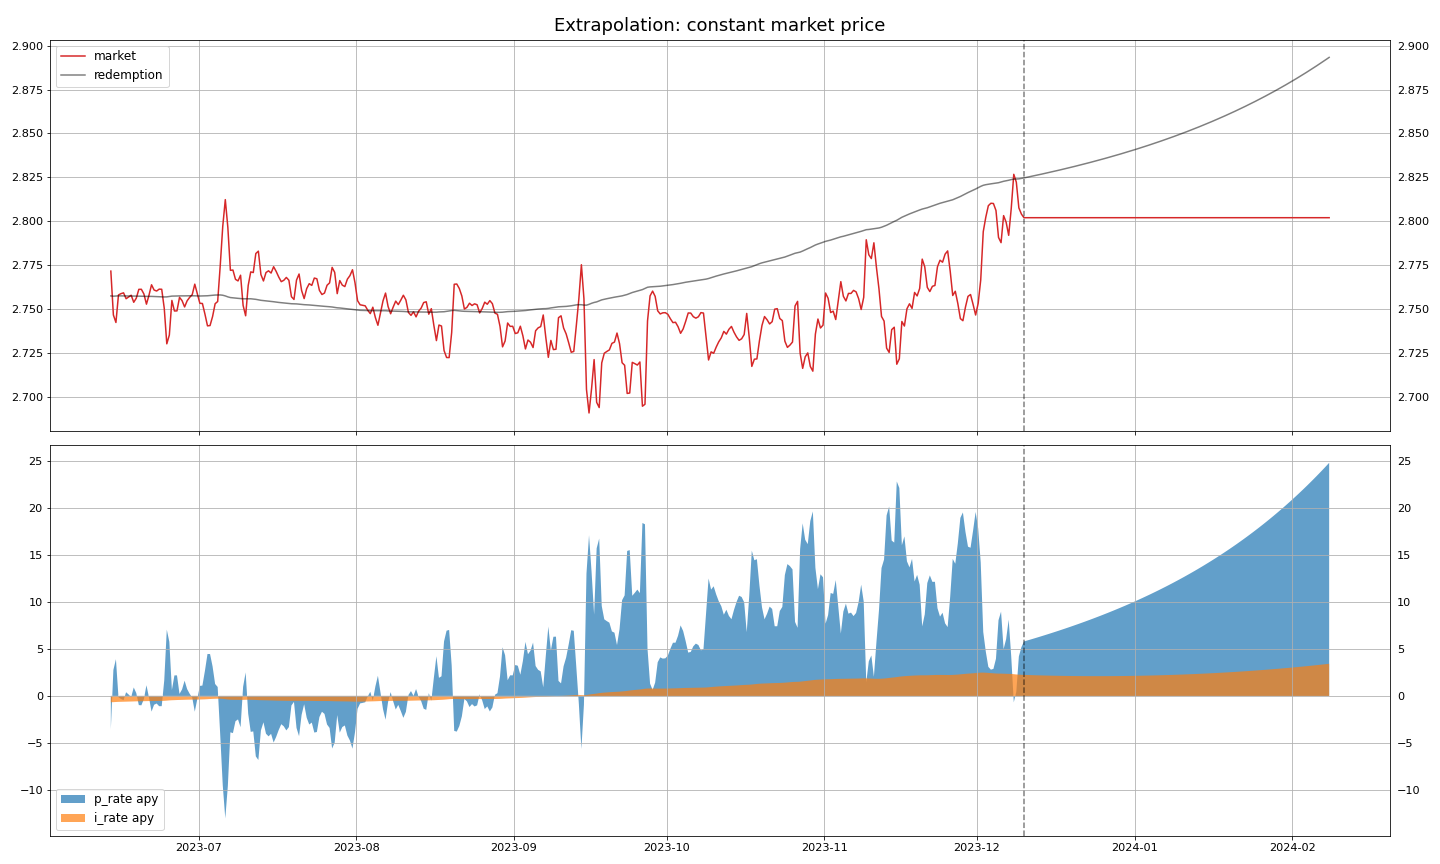 Extrapolation: constant market price
market
redemption
2.900 2.900
2.875 2.875
2.850 2.850
2.825 2.825
2.800 2.800
2.775 2.775
2.750 2.750
2.725 2.725
2.700 2.700
25 25
20 20
15 15
10 10
5 5
0 0
−5 −5
−10 −10
p_rate apy
i_rate apy
2023-07 2023-08 2023-09 2023-10 2023-11 2023-12 2024-01 2024-02